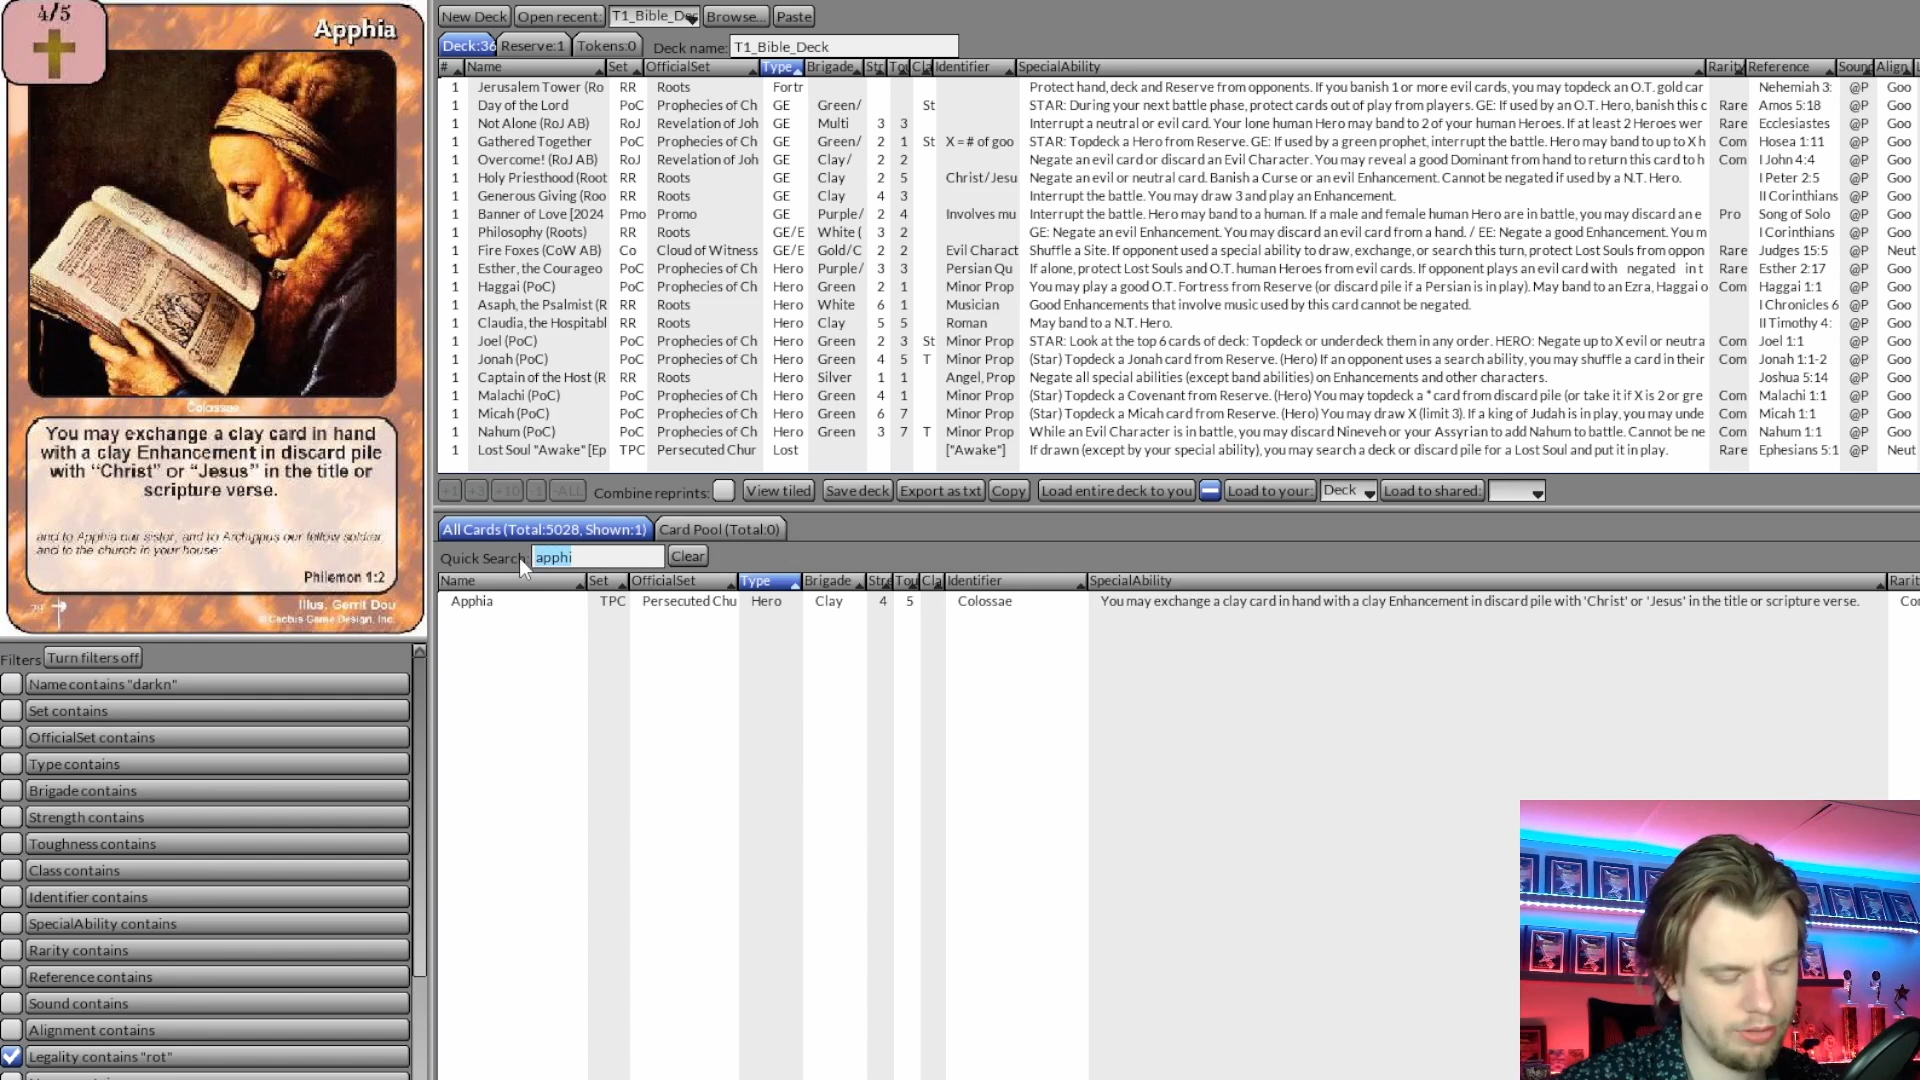 4/5
Apphia
Colossae
You may exchange a clay card in hand
with a clay Enhancement in discard pile
with “Christ” or “Jesus” in the title or
scripture verse.
and to Apphia our sister, and to Archippus our fellow soldier,
and to the church in your house:
Philemon 1:2
Illus. Gerrit Dou
© Cactus Game Design, Inc.
New Deck Open recent: T1_Bible_Dec Browse... Paste
Deck:36 Reserve:1 Tokens:0 Deck name: T1_Bible_Deck
# Name Set OfficialSet Type Brigade Str Tou Cla Identifier SpecialAbility Rarity Reference Sound Align
1 Jerusalem Tower (Ro RR Roots Fortr Protect hand, deck and Reserve from opponents. If you banish 1 or more evil cards, you may topdeck an O.T. gold car Nehemiah 3: @P Goo
1 Day of the Lord PoC Prophecies of Ch GE Green/ St STAR: During your next battle phase, protect cards out of play from players. GE: If used by an O.T. Hero, banish this c Rare Amos 5:18 @P Goo
1 Not Alone (RoJ AB) RoJ Revelation of Joh GE Multi 3 3 Interrupt a neutral or evil card. Your lone human Hero may band to 2 of your human Heroes. If at least 2 Heroes wer Rare Ecclesiastes @P Goo
1 Gathered Together PoC Prophecies of Ch GE Green/ 2 1 St X = # of goo STAR: Topdeck a Hero from Reserve. GE: If used by a green prophet, interrupt the battle. Hero may band to up to X h Com Hosea 1:11 @P Goo
1 Overcome! (RoJ AB) RoJ Revelation of Joh GE Clay/ 2 2 Negate an evil card or discard an Evil Character. You may reveal a good Dominant from hand to return this card to h Com I John 4:4 @P Goo
1 Holy Priesthood (Root RR Roots GE Clay 2 5 Christ/Jesu Negate an evil or neutral card. Banish a Curse or an evil Enhancement. Cannot be negated if used by a N.T. Hero. I Peter 2:5 @P Goo
1 Generous Giving (Roo RR Roots GE Clay 4 3 Interrupt the battle. You may draw 3 and play an Enhancement. II Corinthians @P Goo
1 Banner of Love [2024 Pmo Promo GE Purple/ 2 4 Involves mu Interrupt the battle. Hero may band to a human. If a male and female human Hero are in battle, you may discard an e Pro Song of Solo @P Goo
1 Philosophy (Roots) RR Roots GE/E White ( 3 2 GE: Negate an evil Enhancement. You may discard an evil card from a hand. / EE: Negate a good Enhancement. You m I Corinthians @P Goo
1 Fire Foxes (CoW AB) Co Cloud of Witness GE/E Gold/C 2 2 Evil Charact Shuffle a Site. If opponent used a special ability to draw, exchange, or search this turn, protect Lost Souls from oppon Rare Judges 15:5 @P Neut
1 Esther, the Courageo PoC Prophecies of Ch Hero Purple/ 3 3 Persian Qu If alone, protect Lost Souls and O.T. human Heroes from evil cards. If opponent plays an evil card with negated in t Rare Esther 2:17 @P Goo
1 Haggai (PoC) PoC Prophecies of Ch Hero Green 2 1 Minor Prop You may play a good O.T. Fortress from Reserve (or discard pile if a Persian is in play). May band to an Ezra, Haggai o Com Haggai 1:1 @P Goo
1 Asaph, the Psalmist (R RR Roots Hero White 6 1 Musician Good Enhancements that involve music used by this card cannot be negated. I Chronicles 6 @P Goo
1 Claudia, the Hospitabl RR Roots Hero Clay 5 5 Roman May band to a N.T. Hero. II Timothy 4: @P Goo
1 Joel (PoC) PoC Prophecies of Ch Hero Green 2 3 St Minor Prop STAR: Look at the top 6 cards of deck: Topdeck or underdeck them in any order. HERO: Negate up to X evil or neutra Com Joel 1:1 @P Goo
1 Jonah (PoC) PoC Prophecies of Ch Hero Green 4 5 T Minor Prop (Star) Topdeck a Jonah card from Reserve. (Hero) If an opponent uses a search ability, you may shuffle a card in their Com Jonah 1:1-2 @P Goo
1 Captain of the Host (R RR Roots Hero Silver 1 1 Angel, Prop Negate all special abilities (except band abilities) on Enhancements and other characters. Joshua 5:14 @P Goo
1 Malachi (PoC) PoC Prophecies of Ch Hero Green 4 1 Minor Prop (Star) Topdeck a Covenant from Reserve. (Hero) You may topdeck a * card from discard pile (or take it if X is 2 or gre Com Malachi 1:1 @P Goo
1 Micah (PoC) PoC Prophecies of Ch Hero Green 6 7 Minor Prop (Star) Topdeck a Micah card from Reserve. (Hero) You may draw X (limit 3). If a king of Judah is in play, you may unde Com Micah 1:1 @P Goo
1 Nahum (PoC) PoC Prophecies of Ch Hero Green 3 7 T Minor Prop While an Evil Character is in battle, you may discard Nineveh or your Assyrian to add Nahum to battle. Cannot be ne Com Nahum 1:1 @P Goo
1 Lost Soul "Awake" [Ep TPC Persecuted Chur Lost ["Awake"] If drawn (except by your special ability), you may search a deck or discard pile for a Lost Soul and put it in play. Rare Ephesians 5:1 @P Neut
+1 +3 +10 -1 -ALL Combine reprints: View tiled Save deck Export as txt Copy Load entire deck to you Load to your: Deck Load to shared:
All Cards (Total:5028, Shown:1) Card Pool (Total:0)
Quick Search: apphi Clear
Name Set OfficialSet Type Brigade Stre Tou Cla Identifier SpecialAbility Rarit
Apphia TPC Persecuted Chu Hero Clay 4 5 Colossae You may exchange a clay card in hand with a clay Enhancement in discard pile with 'Christ' or 'Jesus' in the title or scripture verse. Co
Filters Turn filters off
Name contains "darkn"
Set contains
OfficialSet contains
Type contains
Brigade contains
Strength contains
Toughness contains
Class contains
Identifier contains
SpecialAbility contains
Rarity contains
Reference contains
Sound contains
Alignment contains
Legality contains "rot"